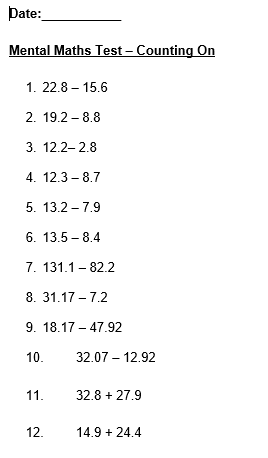 Date:___________
Mental Maths Test – Counting On
1. 22.8 – 15.6
2. 19.2 – 8.8
3. 12.2– 2.8
4. 12.3 – 8.7
5. 13.2 – 7.9
6. 13.5 – 8.4
7. 131.1 – 82.2
8. 31.17 – 7.2
9. 18.17 – 47.92
10. 32.07 – 12.92
11. 32.8 + 27.9
12. 14.9 + 24.4